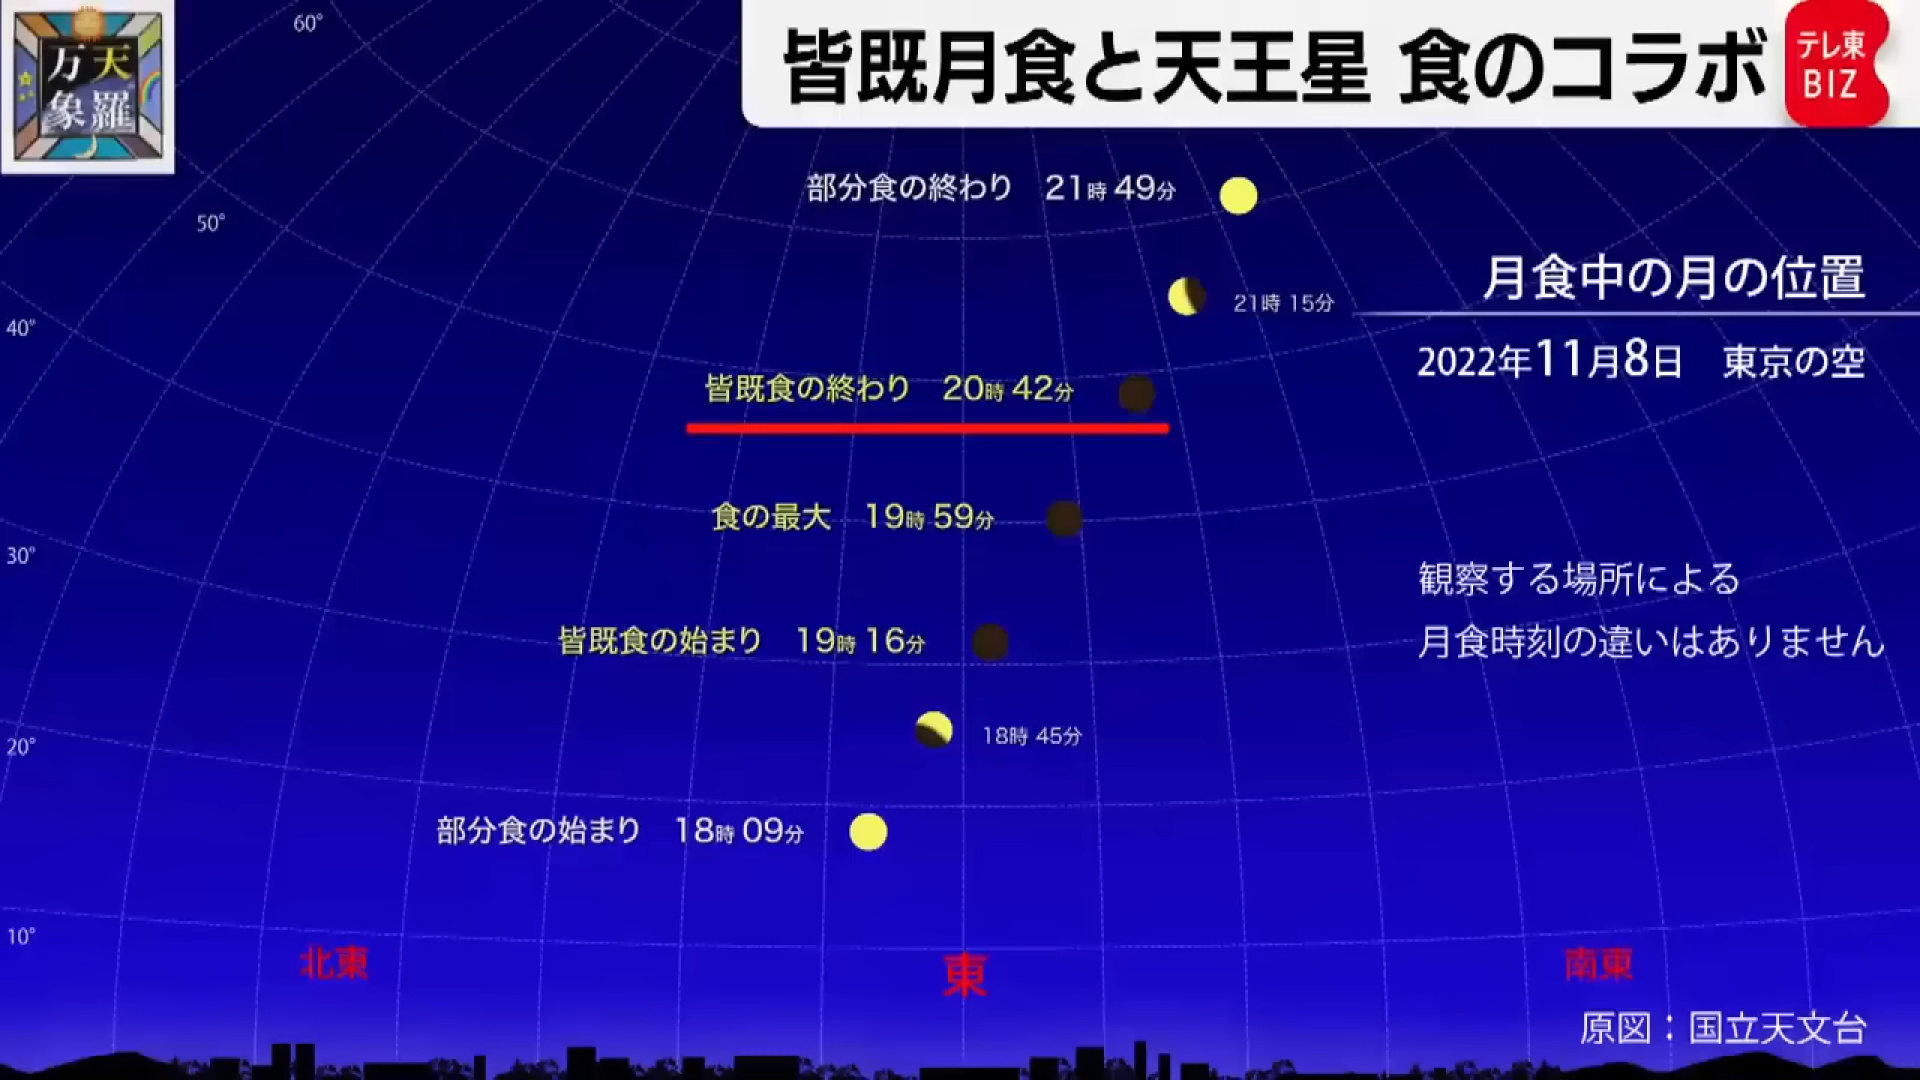 天羅
万象
皆既月食と天王星 食のコラボ
テレ東
BIZ
60°
50°
40°
30°
20°
10°
部分食の終わり 21時49分
21時15分
皆既食の終わり 20時42分
食の最大 19時59分
皆既食の始まり 19時16分
18時45分
部分食の始まり 18時09分
月食中の月の位置
2022年11月8日 東京の空
観察する場所による
月食時刻の違いはありません
北東
東
南東
原図：国立天文台